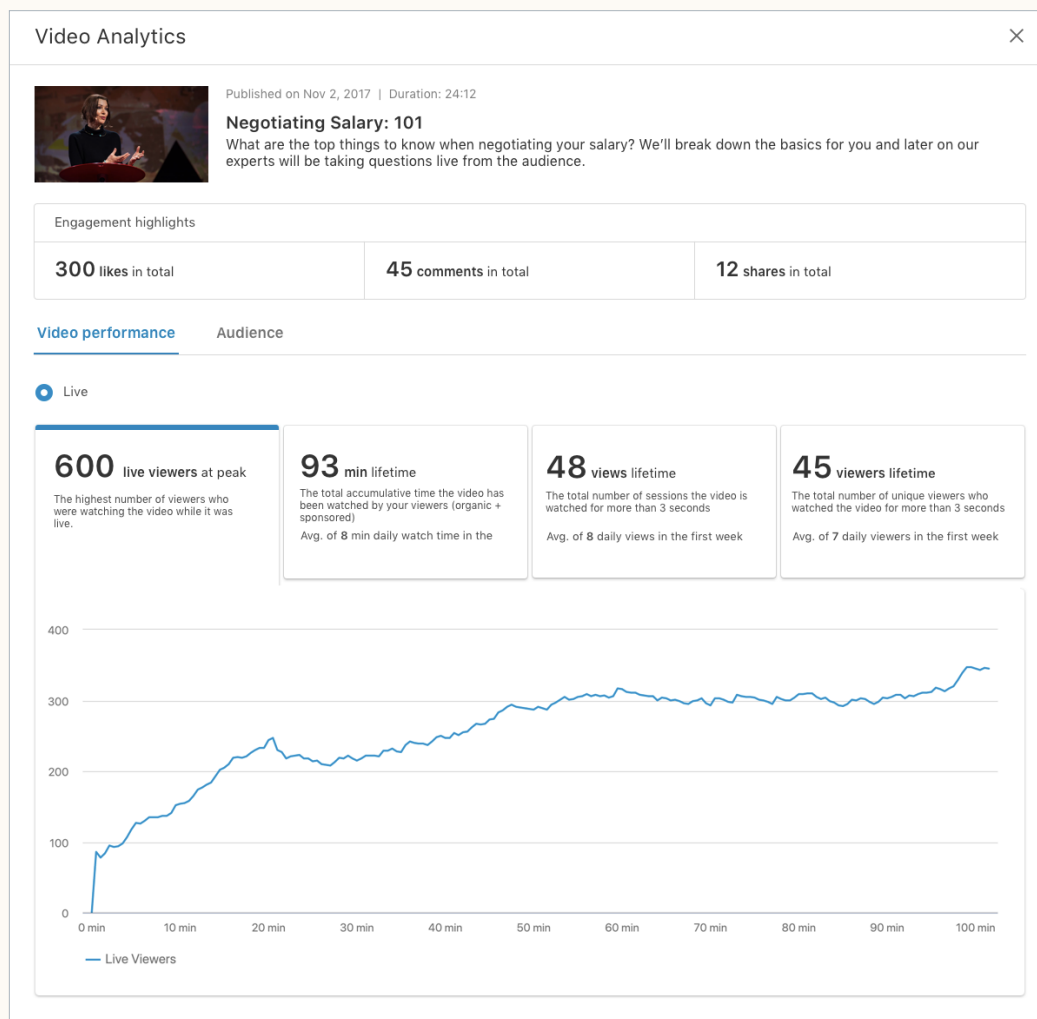 Video Analytics
Published on Nov 2, 2017 | Duration: 24:12
Negotiating Salary: 101
What are the top things to know when negotiating your salary? We'll break down the basics for you and later on our
experts will be taking questions live from the audience.
Engagement highlights
300 likes in total
45 comments in total
12 shares in total
Video performance
Audience
Live
600 live viewers at peak
The highest number of viewers who
were watching the video while it was
live.
93 min lifetime
The total accumulative time the video has
been watched by your viewers (organic +
sponsored)
Avg. of 8 min daily watch time in the
48 views lifetime
The total number of sessions the video is
watched for more than 3 seconds
Avg. of 8 daily views in the first week
45 viewers lifetime
The total number of unique viewers who
watched the video for more than 3 seconds
Avg. of 7 daily viewers in the first week
400
300
200
100
0
0 min
10 min
20 min
30 min
40 min
50 min
60 min
70 min
80 min
90 min
100 min
Live Viewers